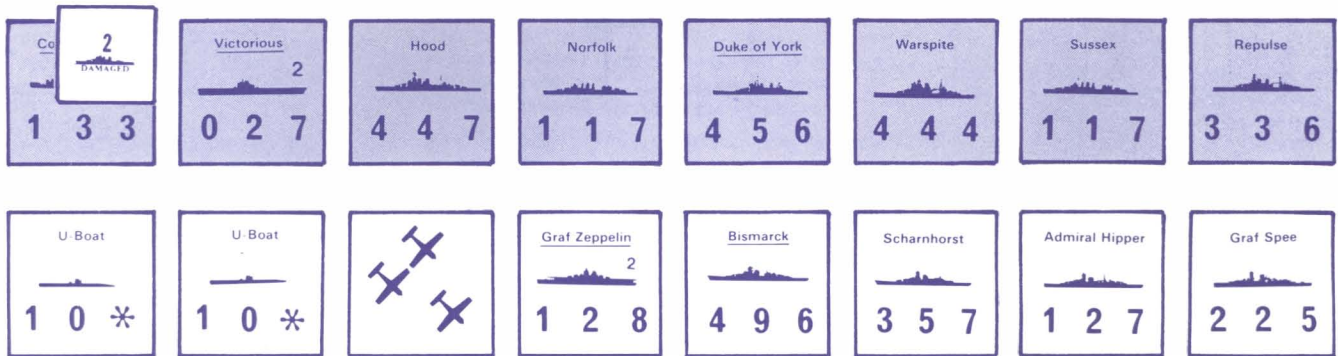 Co
2
DAMAGED
1 3 3
Victorious
2
0 2 7
Hood
4 4 7
Norfolk
1 1 7
Duke of York
4 5 6
Warspite
4 4 4
Sussex
1 1 7
Repulse
3 3 6
U-Boat
1 0 *
U-Boat
1 0 *
Graf Zeppelin
2
1 2 8
Bismarck
4 9 6
Scharnhorst
3 5 7
Admiral Hipper
1 2 7
Graf Spee
2 2 5